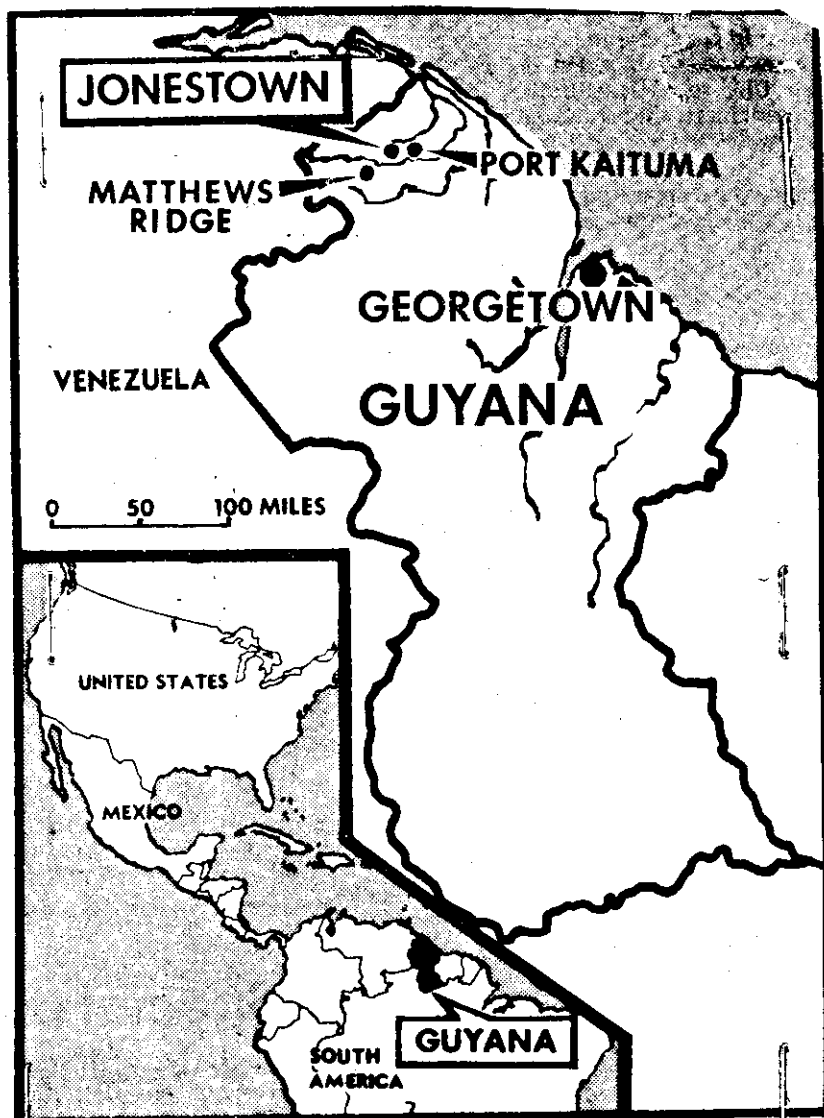 JONESTOWN
PORT KAITUMA
MATTHEWS
RIDGE
GEORGETOWN
VENEZUELA
GUYANA
0 50 100 MILES
UNITED STATES
MEXICO
GUYANA
SOUTH
AMERICA